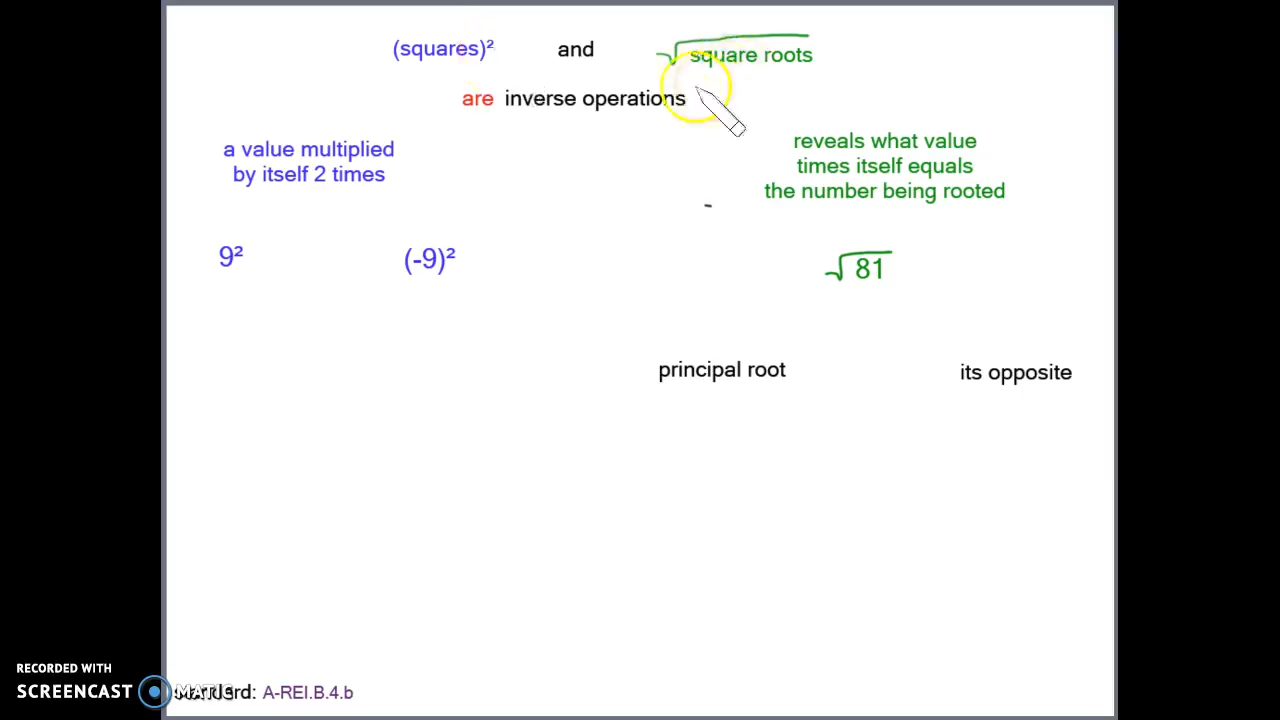 (squares)² and √square roots
are inverse operations
a value multiplied
by itself 2 times
reveals what value
times itself equals
the number being rooted
-
9² (-9)² √81
principal root its opposite
RECORDED WITH
SCREENCAST MATIC
A-REI.B.4.b